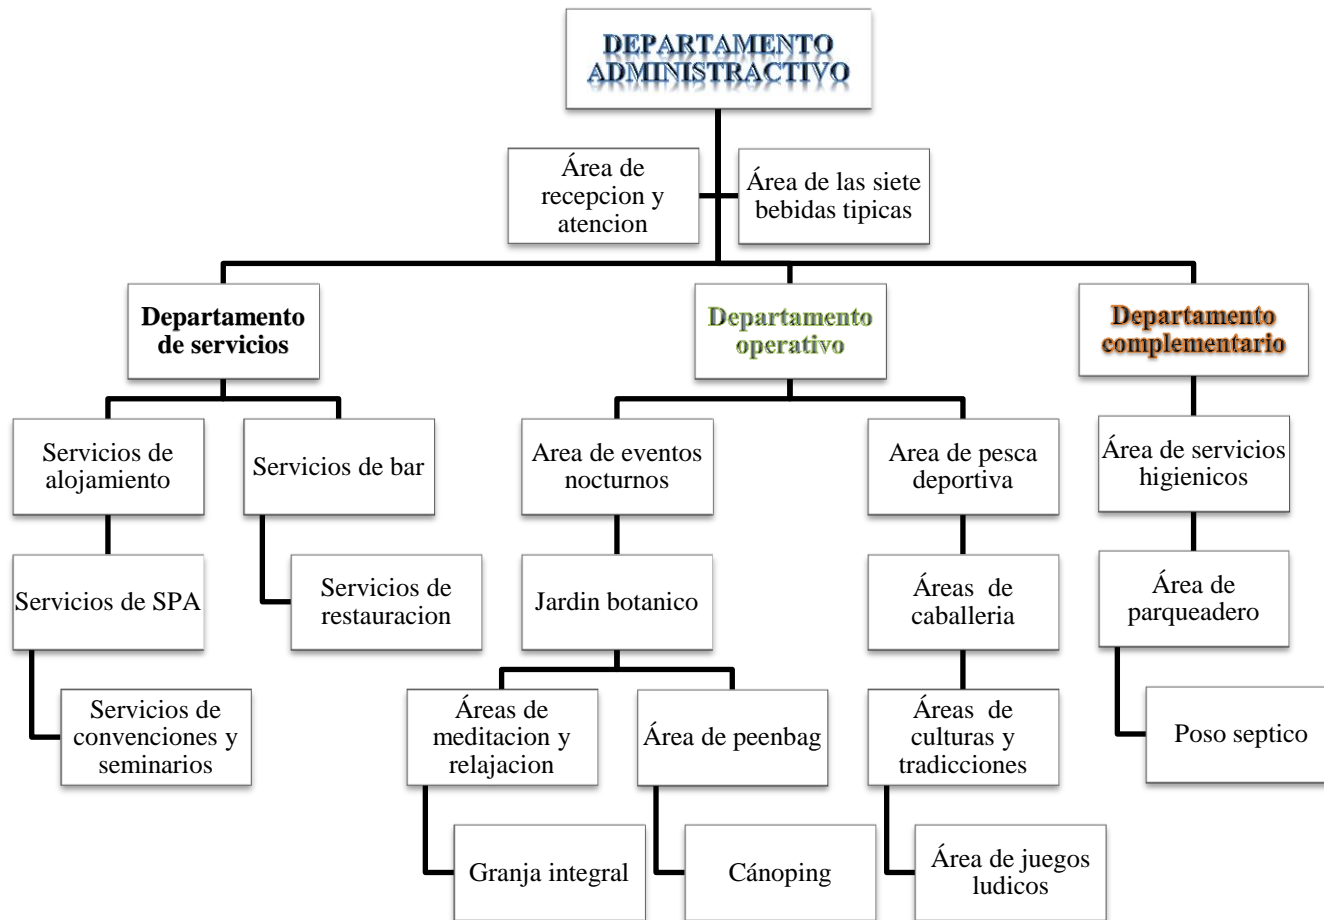 DEPARTAMENTO
ADMINISTRACTIVO
Área de
recepcion y
atencion
Área de las siete
bebidas tipicas
Departamento
de servicios
Departamento
operativo
Departamento
complementario
Servicios de
alojamiento
Servicios de bar
Area de eventos
nocturnos
Area de pesca
deportiva
Área de servicios
higienicos
Servicios de SPA
Servicios de
restauracion
Jardin botanico
Áreas de
caballeria
Área de
parqueadero
Servicios de
convenciones y
seminarios
Áreas de
meditacion y
relajacion
Área de peenbag
Áreas de
culturas y
tradicciones
Poso septico
Granja integral
Cánoping
Área de juegos
ludicos